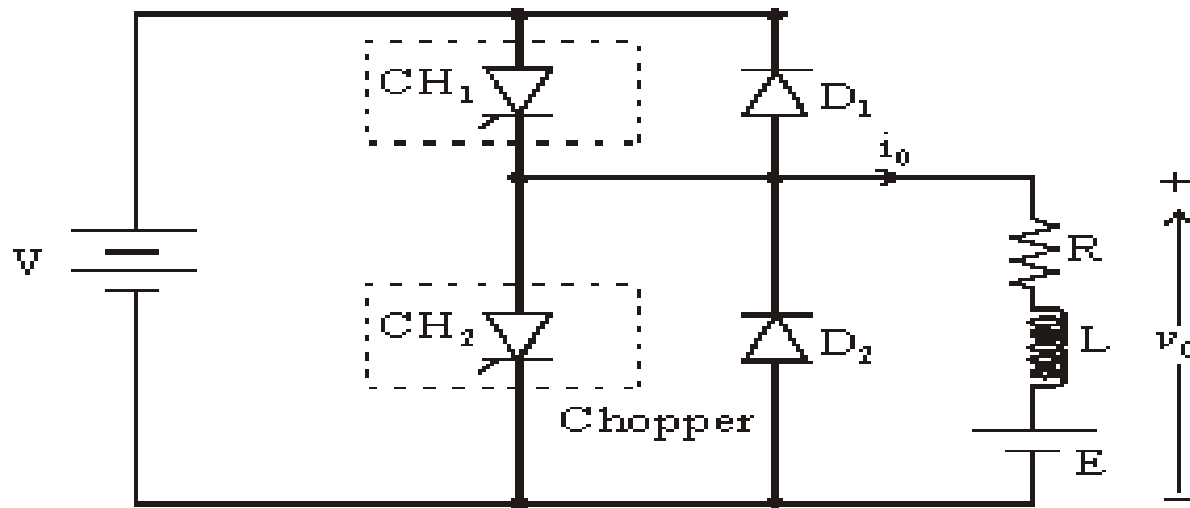 CH₁
D₁
i₀
+
V
R
CH₂
D₂
L
v₀
Chopper
E
−